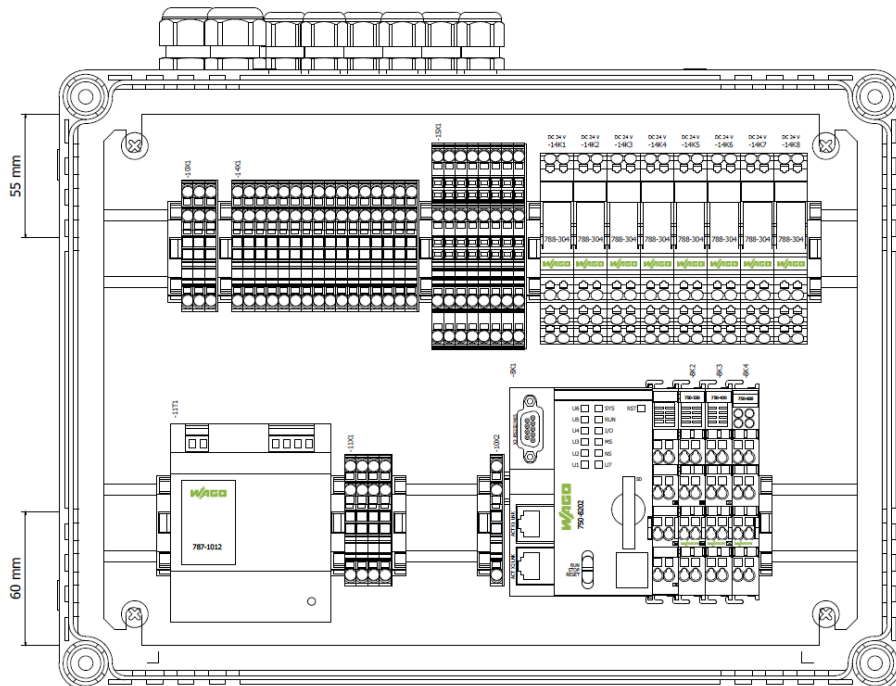 55 mm
60 mm
-10X1
-14X1
-15X1
DC 24 V
-14K1
DC 24 V
-14K2
DC 24 V
-14K3
DC 24 V
-14K4
DC 24 V
-14K5
DC 24 V
-14K6
DC 24 V
-14K7
DC 24 V
-14K8
788-304
788-304
788-304
788-304
788-304
788-304
788-304
788-304
WAGO
WAGO
WAGO
WAGO
WAGO
WAGO
WAGO
WAGO
-11T1
WAGO
787-1012
-11X1
-10X2
-8K1
U6
SYS
RST
U5
RUN
U4
I/O
U3
MS
U2
NS
U1
U7
SD
WAGO
750-8202
RUN
STOP
RESET
-8K2
-8K3
-8K4